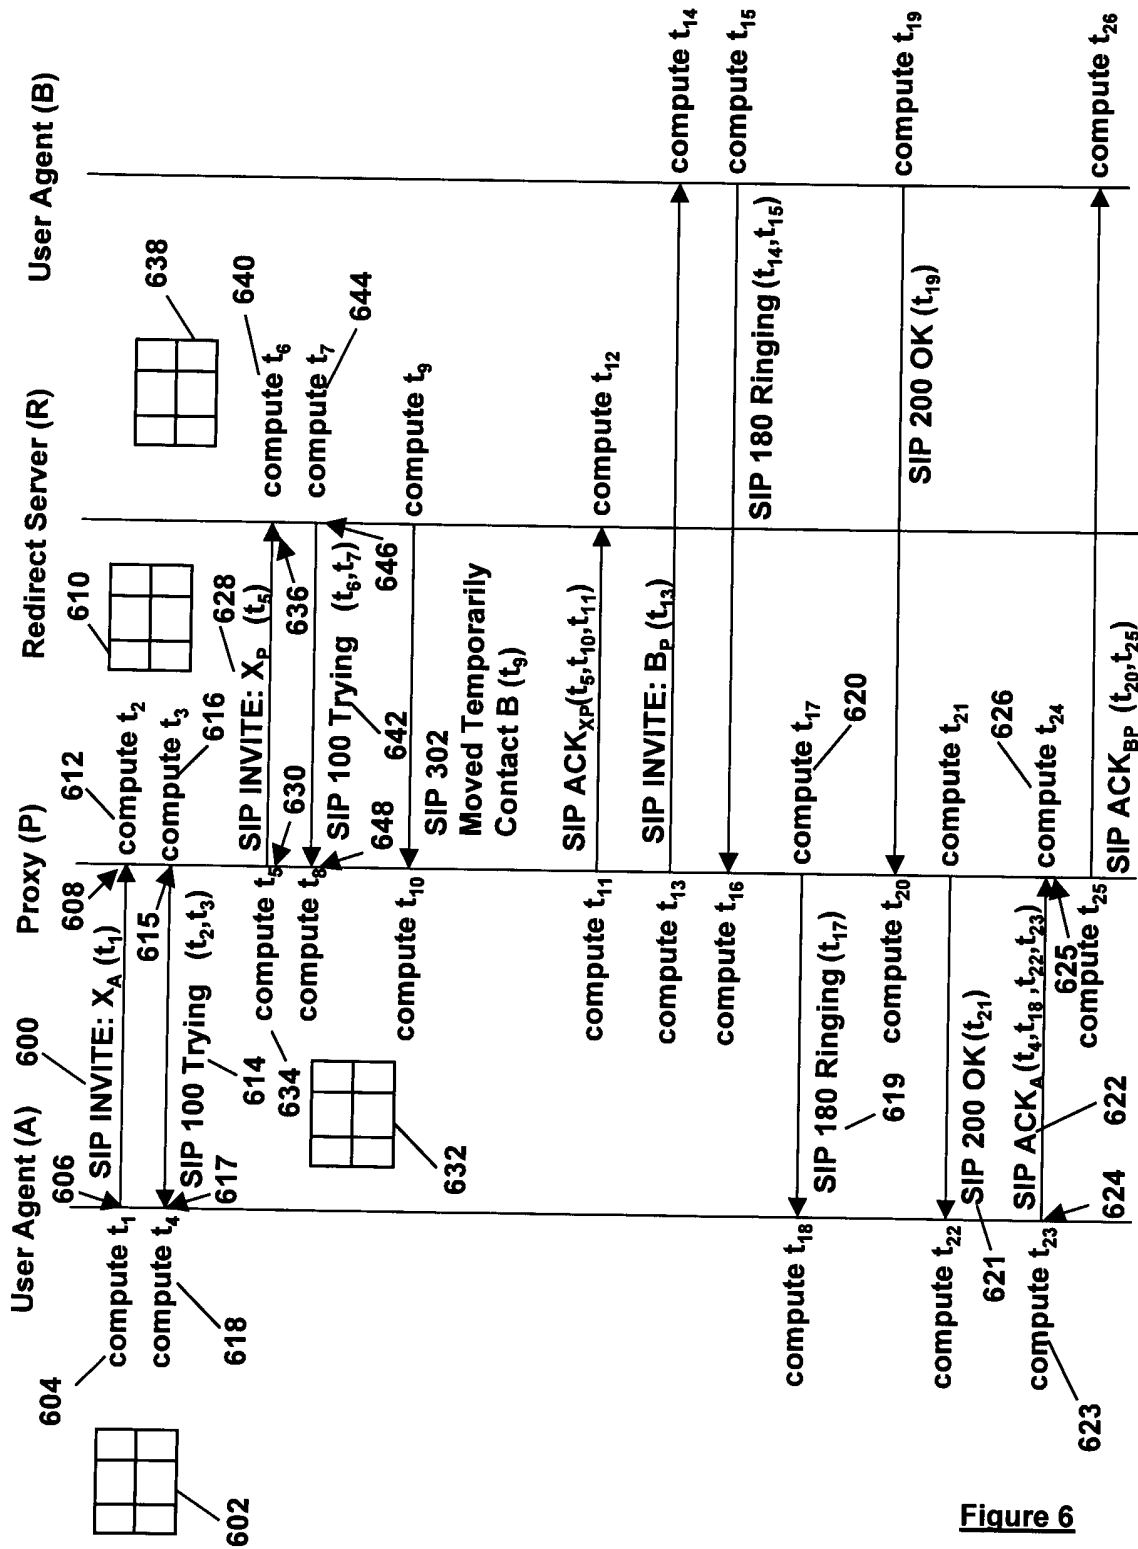 User Agent (A)
Proxy (P)
Redirect Server (R)
User Agent (B)
600
602
604
606
608
610
612
compute t1
SIP INVITE: XA (t1)
compute t2
compute t4
SIP 100 Trying (t2,t3)
compute t3
614
615
616
617
618
compute t5
SIP INVITE: XP (t5)
compute t6
628
630
632
634
636
638
640
compute t8
SIP 100 Trying (t6,t7)
compute t7
642
644
646
648
compute t10
SIP 302
Moved Temporarily
Contact B (t9)
compute t9
compute t11
SIP ACKXP(t5,t10,t11)
compute t12
compute t13
SIP INVITE: BP (t13)
compute t14
compute t16
SIP 180 Ringing (t14,t15)
compute t15
compute t18
SIP 180 Ringing (t17)
compute t17
619
620
compute t20
SIP 200 OK (t19)
compute t19
compute t22
SIP 200 OK (t21)
compute t21
621
compute t23
SIP ACKA (t4,t18,t22,t23)
compute t24
622
623
624
625
626
compute t25
SIP ACKBP (t20,t25)
compute t26
Figure 6